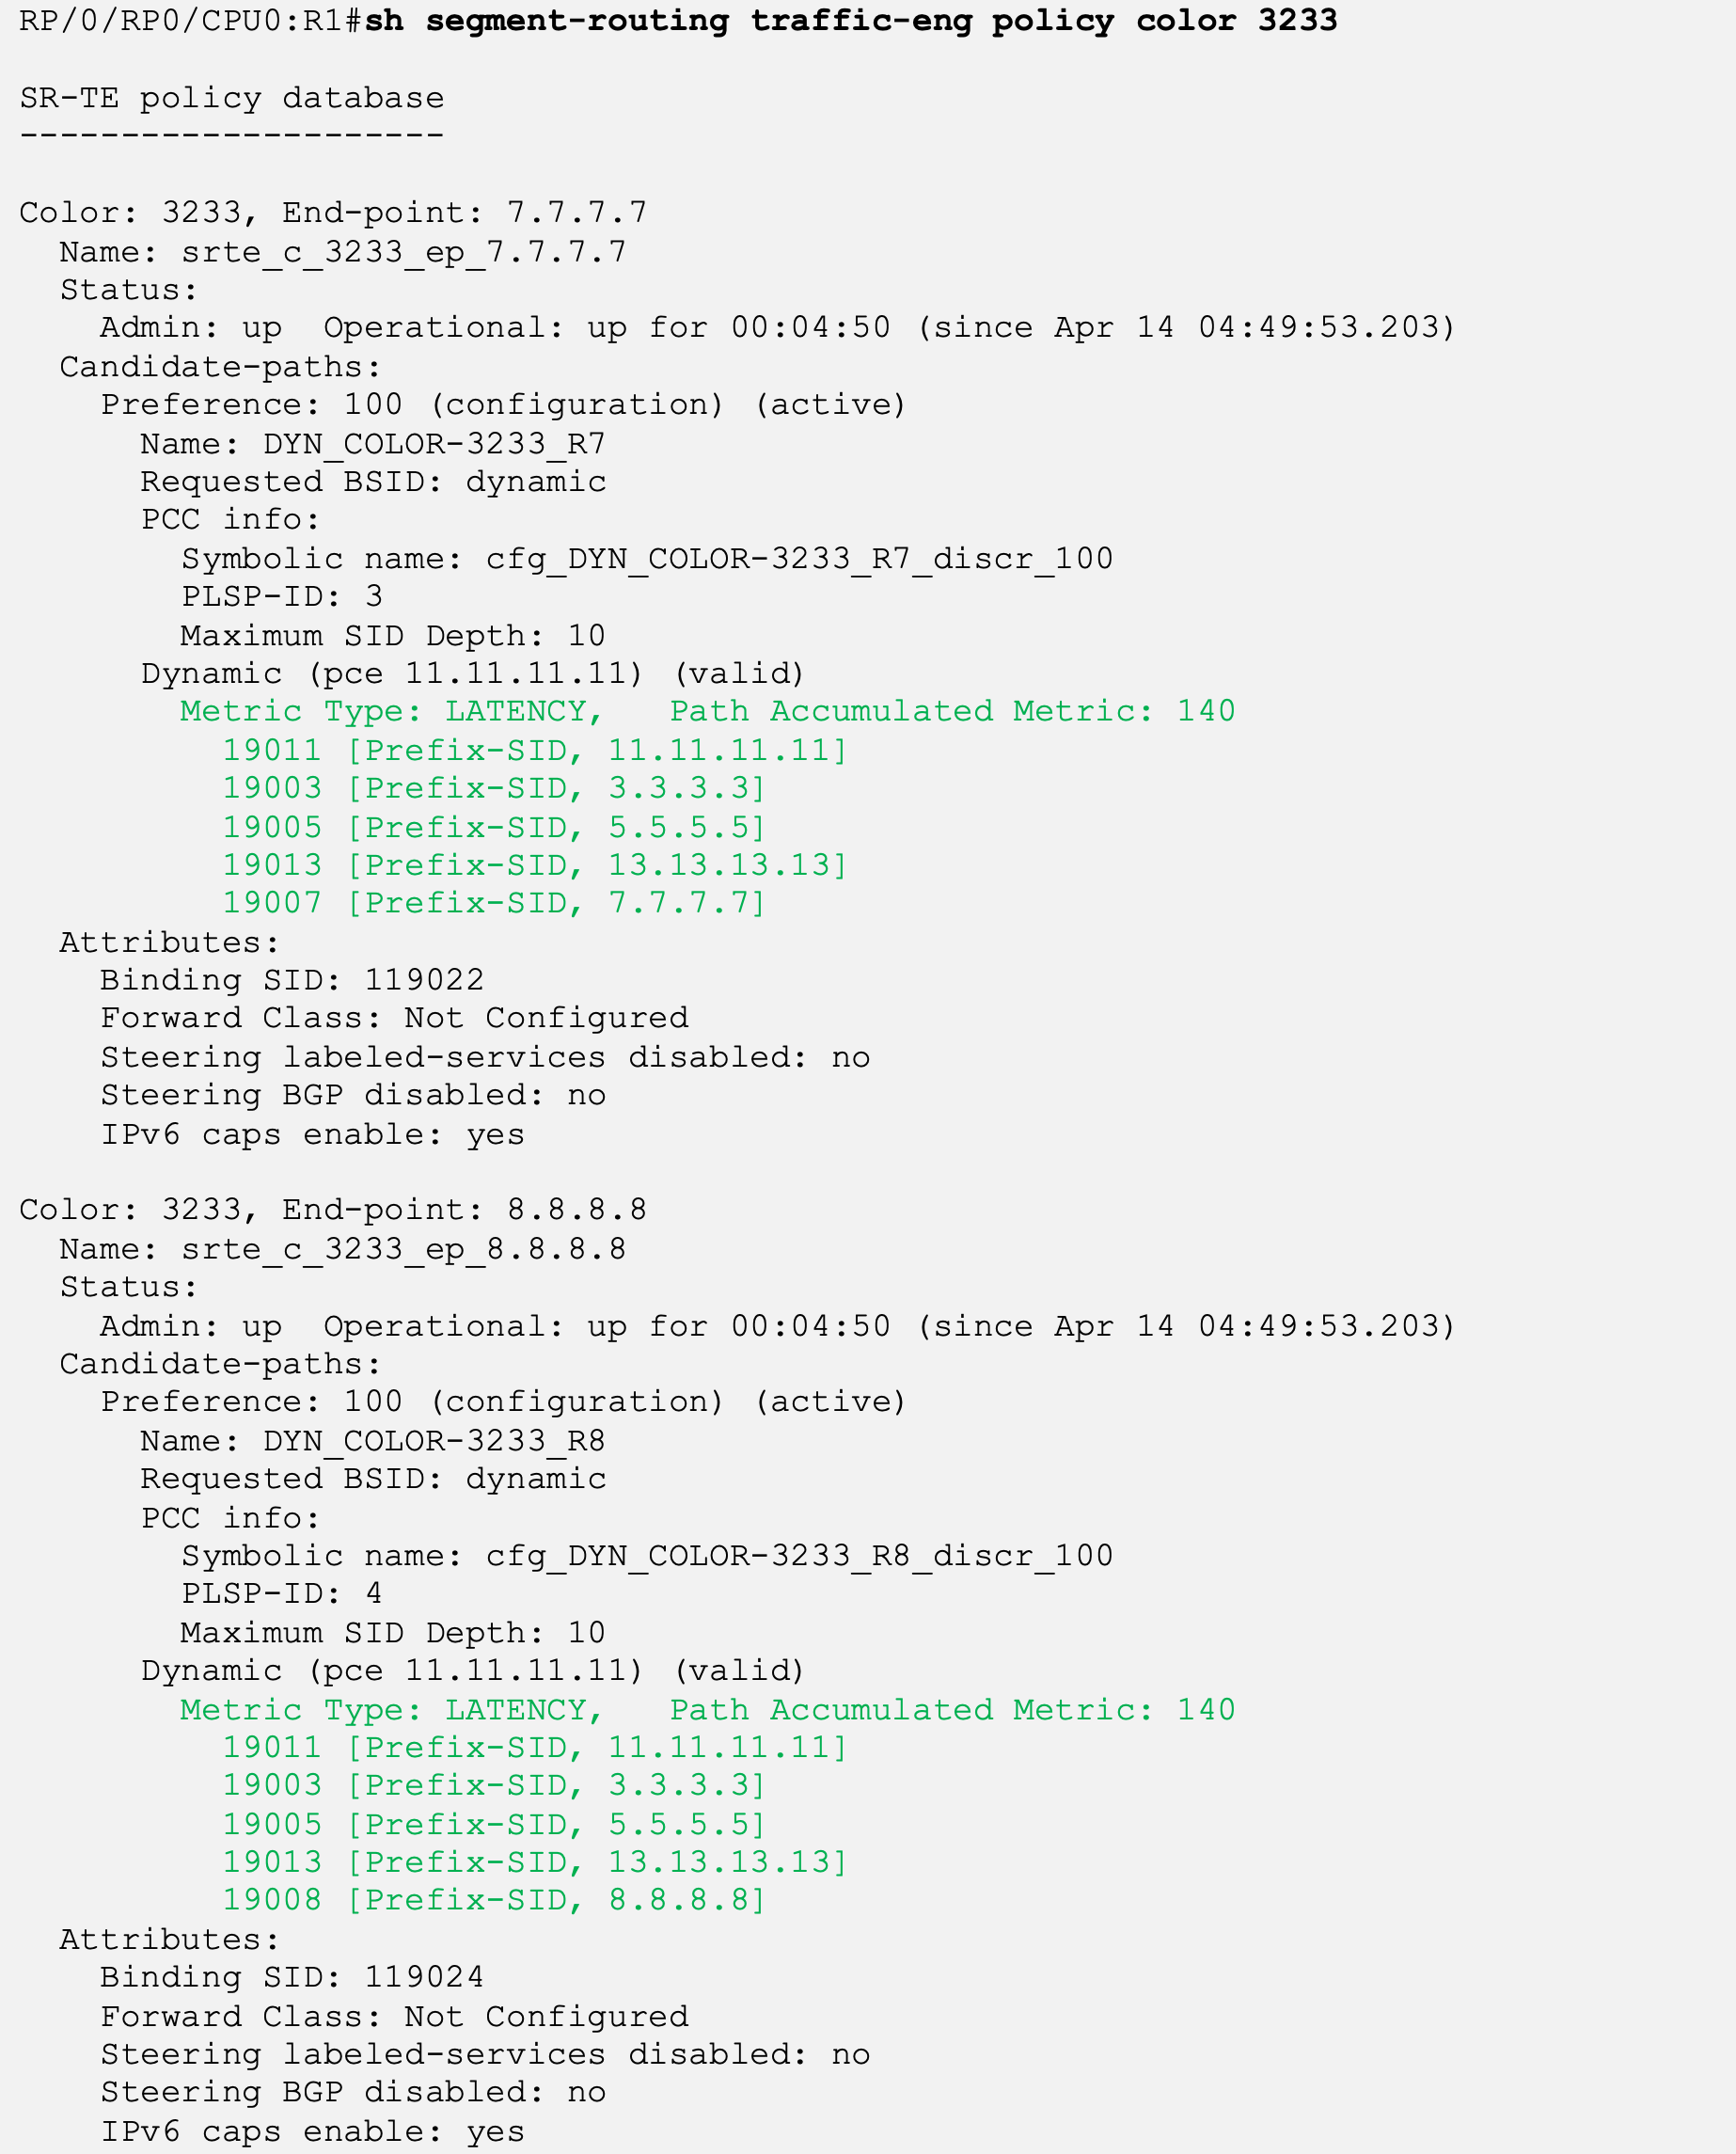 RP/0/RP0/CPU0:R1#sh segment-routing traffic-eng policy color 3233

SR-TE policy database
---------------------

Color: 3233, End-point: 7.7.7.7
  Name: srte_c_3233_ep_7.7.7.7
  Status:
    Admin: up  Operational: up for 00:04:50 (since Apr 14 04:49:53.203)
  Candidate-paths:
    Preference: 100 (configuration) (active)
      Name: DYN_COLOR-3233_R7
      Requested BSID: dynamic
      PCC info:
        Symbolic name: cfg_DYN_COLOR-3233_R7_discr_100
        PLSP-ID: 3
        Maximum SID Depth: 10
      Dynamic (pce 11.11.11.11) (valid)
        Metric Type: LATENCY,   Path Accumulated Metric: 140
          19011 [Prefix-SID, 11.11.11.11]
          19003 [Prefix-SID, 3.3.3.3]
          19005 [Prefix-SID, 5.5.5.5]
          19013 [Prefix-SID, 13.13.13.13]
          19007 [Prefix-SID, 7.7.7.7]
  Attributes:
    Binding SID: 119022
    Forward Class: Not Configured
    Steering labeled-services disabled: no
    Steering BGP disabled: no
    IPv6 caps enable: yes

Color: 3233, End-point: 8.8.8.8
  Name: srte_c_3233_ep_8.8.8.8
  Status:
    Admin: up  Operational: up for 00:04:50 (since Apr 14 04:49:53.203)
  Candidate-paths:
    Preference: 100 (configuration) (active)
      Name: DYN_COLOR-3233_R8
      Requested BSID: dynamic
      PCC info:
        Symbolic name: cfg_DYN_COLOR-3233_R8_discr_100
        PLSP-ID: 4
        Maximum SID Depth: 10
      Dynamic (pce 11.11.11.11) (valid)
        Metric Type: LATENCY,   Path Accumulated Metric: 140
          19011 [Prefix-SID, 11.11.11.11]
          19003 [Prefix-SID, 3.3.3.3]
          19005 [Prefix-SID, 5.5.5.5]
          19013 [Prefix-SID, 13.13.13.13]
          19008 [Prefix-SID, 8.8.8.8]
  Attributes:
    Binding SID: 119024
    Forward Class: Not Configured
    Steering labeled-services disabled: no
    Steering BGP disabled: no
    IPv6 caps enable: yes